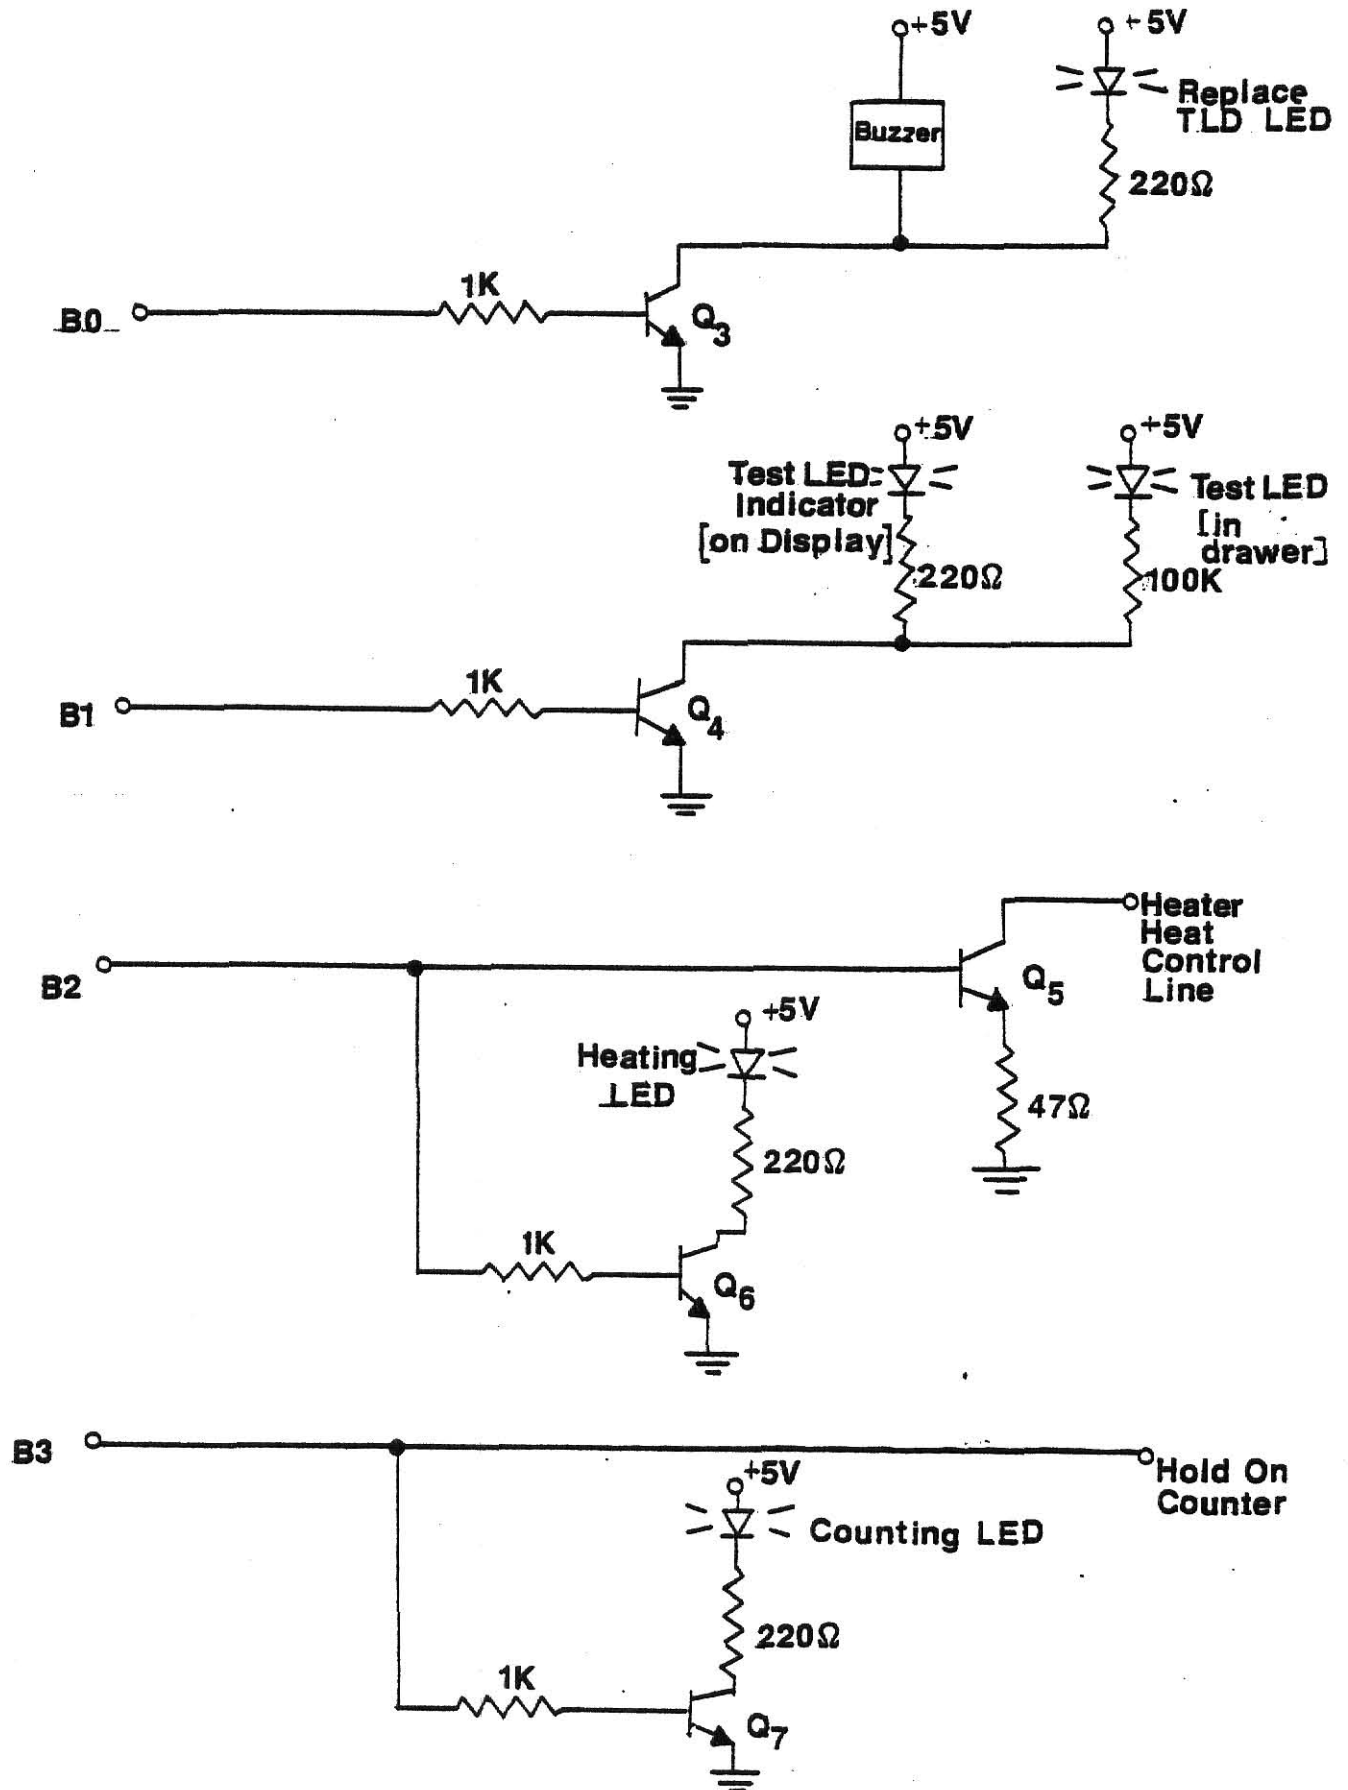 +5V
+5V
Replace
TLD LED
Buzzer
220Ω
1K
B0
Q3
+5V
+5V
Test LED
Indicator
[on Display]
Test LED
[in
drawer]
220Ω
100K
1K
B1
Q4
Heater
Heat
Control
Line
B2
Q5
+5V
Heating
LED
47Ω
220Ω
1K
Q6
B3
Hold On
Counter
+5V
Counting LED
220Ω
1K
Q7